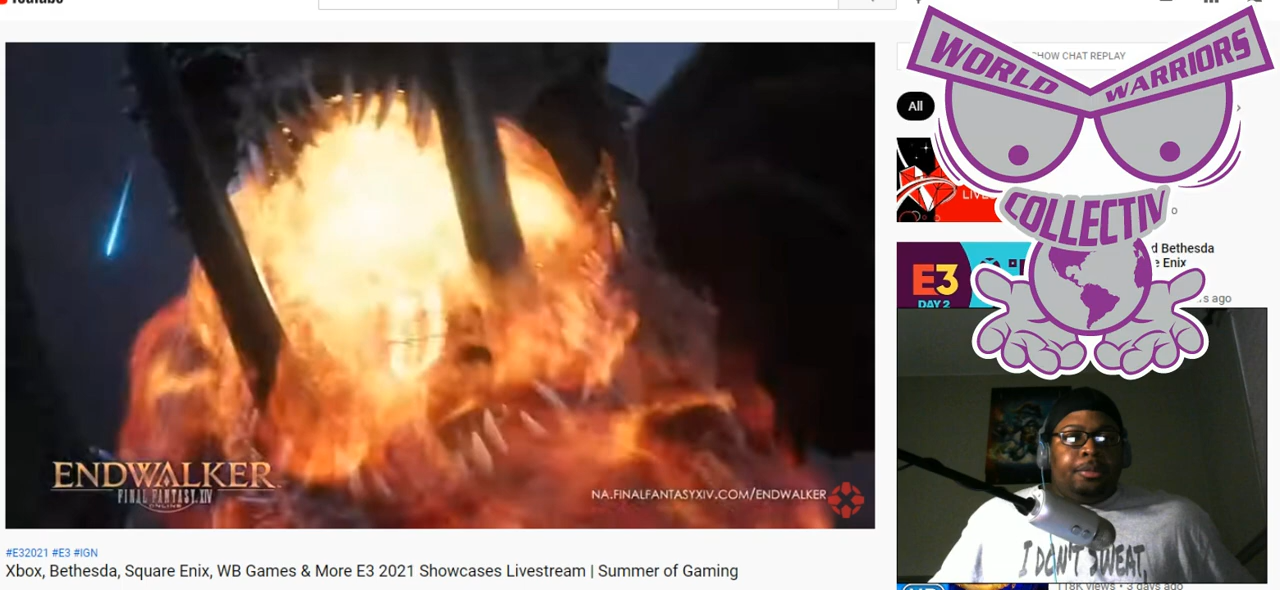 SHOW CHAT REPLAY
WORLD WARRIORS
COLLECTIV
All
LIVE
d Bethesda
e Enix
E3
DAY 2
s ago
ENDWALKER
FINAL FANTASY XIV
ONLINE
NA.FINALFANTASYXIV.COM/ENDWALKER
I DON'T SWEAT,
#E32021 #E3 #IGN
Xbox, Bethesda, Square Enix, WB Games & More E3 2021 Showcases Livestream | Summer of Gaming
118K views • 3 days ago